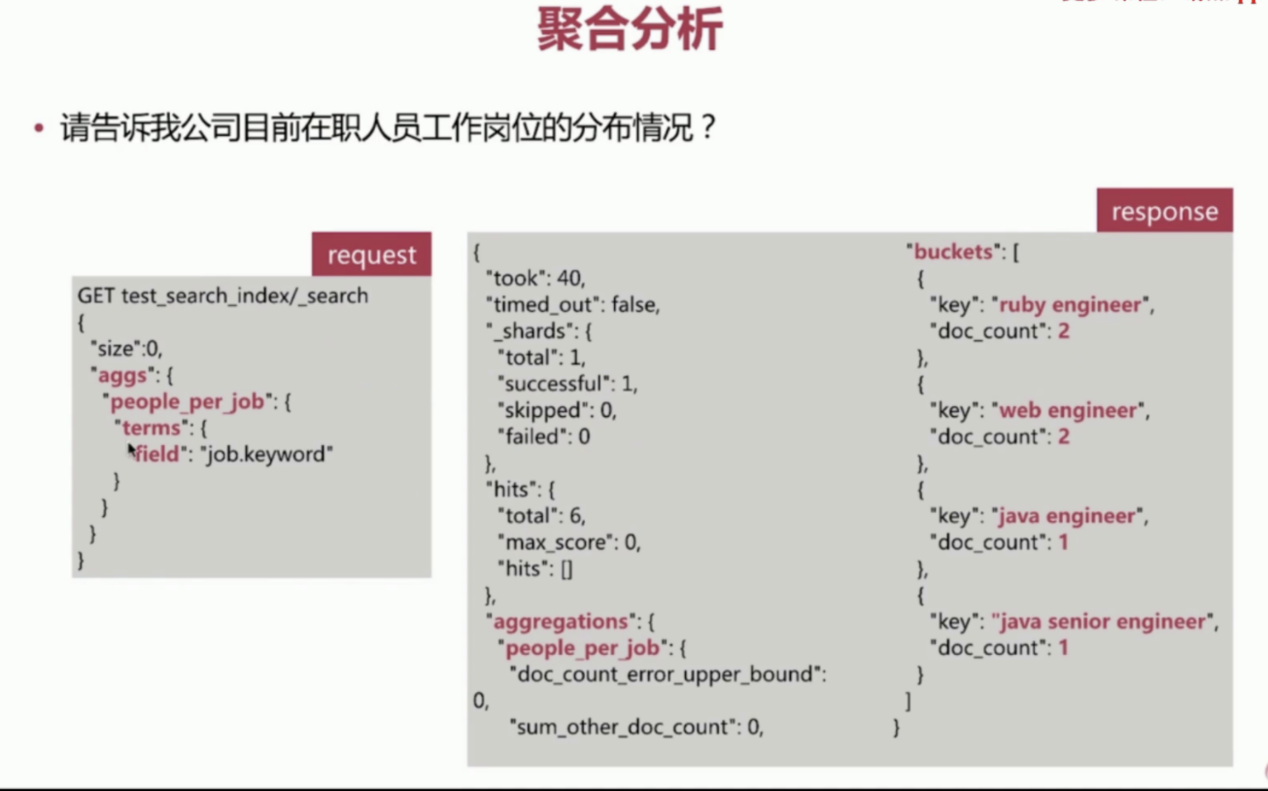 聚合分析
• 请告诉我公司目前在职人员工作岗位的分布情况？
request
GET test_search_index/_search
{
"size":0,
"aggs": {
"people_per_job": {
"terms": {
"field": "job.keyword"
}
}
}
}
response
{
"took": 40,
"timed_out": false,
"_shards": {
"total": 1,
"successful": 1,
"skipped": 0,
"failed": 0
},
"hits": {
"total": 6,
"max_score": 0,
"hits": []
},
"aggregations": {
"people_per_job": {
"doc_count_error_upper_bound":
0,
"sum_other_doc_count": 0,
"buckets": [
{
"key": "ruby engineer",
"doc_count": 2
},
{
"key": "web engineer",
"doc_count": 2
},
{
"key": "java engineer",
"doc_count": 1
},
{
"key": "java senior engineer",
"doc_count": 1
}
]
}